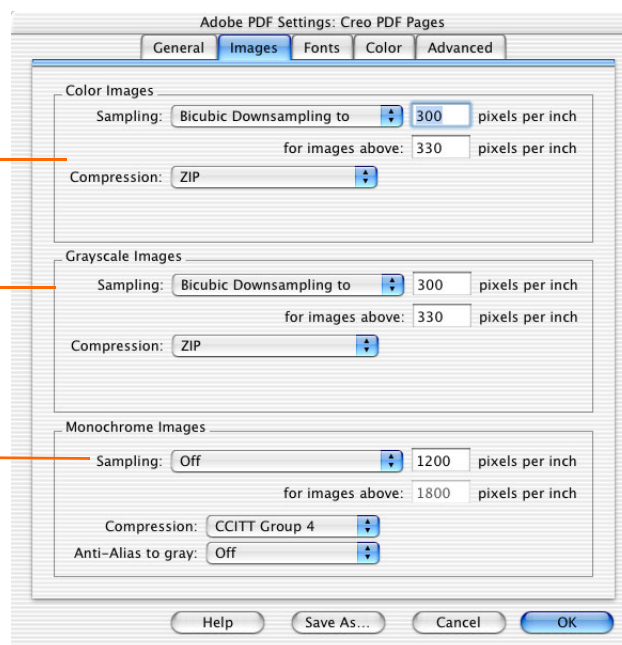 Adobe PDF Settings: Creo PDF Pages
General Images Fonts Color Advanced
Color Images
Sampling: Bicubic Downsampling to 300 pixels per inch
for images above: 330 pixels per inch
Compression: ZIP
Grayscale Images
Sampling: Bicubic Downsampling to 300 pixels per inch
for images above: 330 pixels per inch
Compression: ZIP
Monochrome Images
Sampling: Off 1200 pixels per inch
for images above: 1800 pixels per inch
Compression: CCITT Group 4
Anti-Alias to gray: Off
Help Save As... Cancel OK